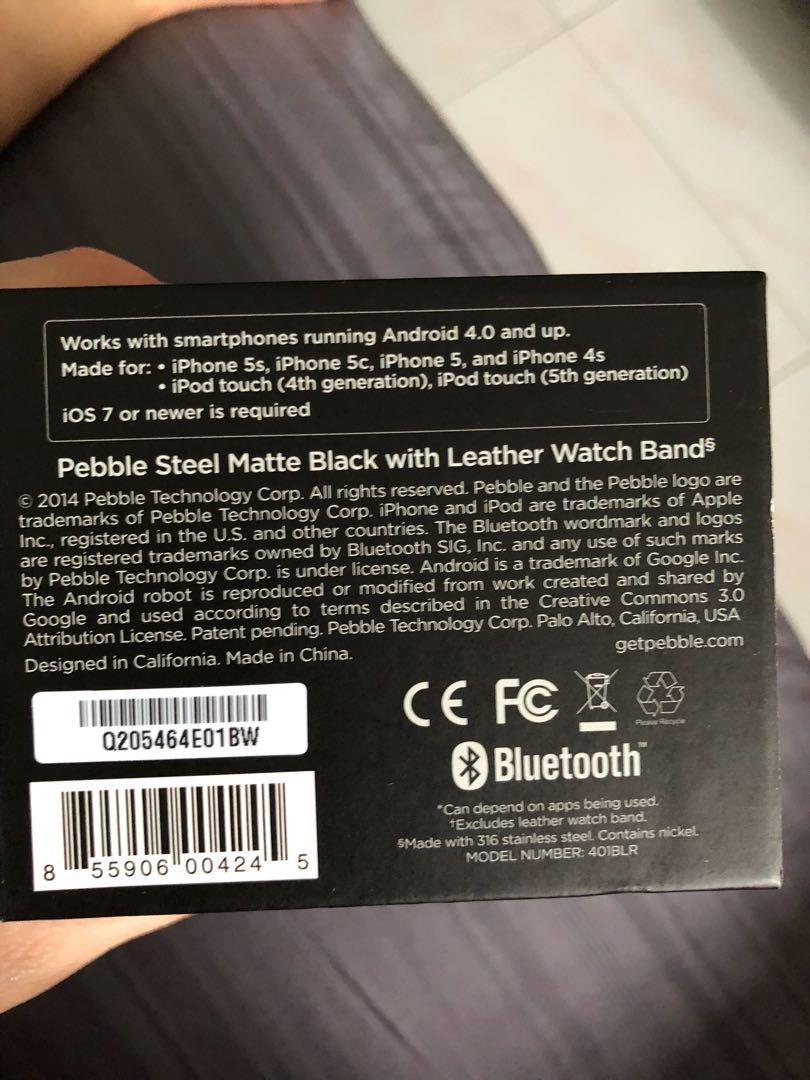 Works with smartphones running Android 4.0 and up.
Made for: • iPhone 5s, iPhone 5c, iPhone 5, and iPhone 4s
• iPod touch (4th generation), iPod touch (5th generation)
iOS 7 or newer is required
Pebble Steel Matte Black with Leather Watch Band§
© 2014 Pebble Technology Corp. All rights reserved. Pebble and the Pebble logo are
trademarks of Pebble Technology Corp. iPhone and iPod are trademarks of Apple
Inc., registered in the U.S. and other countries. The Bluetooth wordmark and logos
are registered trademarks owned by Bluetooth SIG, Inc. and any use of such marks
by Pebble Technology Corp. is under license. Android is a trademark of Google Inc.
The Android robot is reproduced or modified from work created and shared by
Google and used according to terms described in the Creative Commons 3.0
Attribution License. Patent pending. Pebble Technology Corp. Palo Alto, California, USA
Designed in California. Made in China.
getpebble.com
Q205464E01BW
CE FC
Please Recycle
Bluetooth™
8 55906 00424 5
*Can depend on apps being used.
†Excludes leather watch band.
§Made with 316 stainless steel. Contains nickel.
MODEL NUMBER: 401BLR